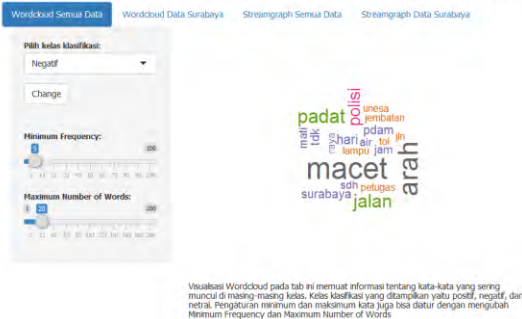 Wordcloud Semua Data Wordcloud Data Surabaya Streamgraph Semua Data Streamgraph Data Surabaya
Pilih kelas klasifikasi:
Negatif
Change
Minimum Frequency:
5
Maximum Number of Words:
1 20 200
polisi
unesa
padat jembatan
mati tdk raya hari pdam
air tol jln
lampu jam
macet arah
sdh petugas
surabaya jalan
Visualisasi Wordcloud pada tab ini memuat informasi tentang kata-kata yang sering
muncul di masing-masing kelas. Kelas klasifikasi yang ditampilkan yaitu positif, negatif, dan
netral. Pengaturan minimum dan maksimum kata juga bisa diatur dengan mengubah
Minimum Frequency dan Maximum Number of Words